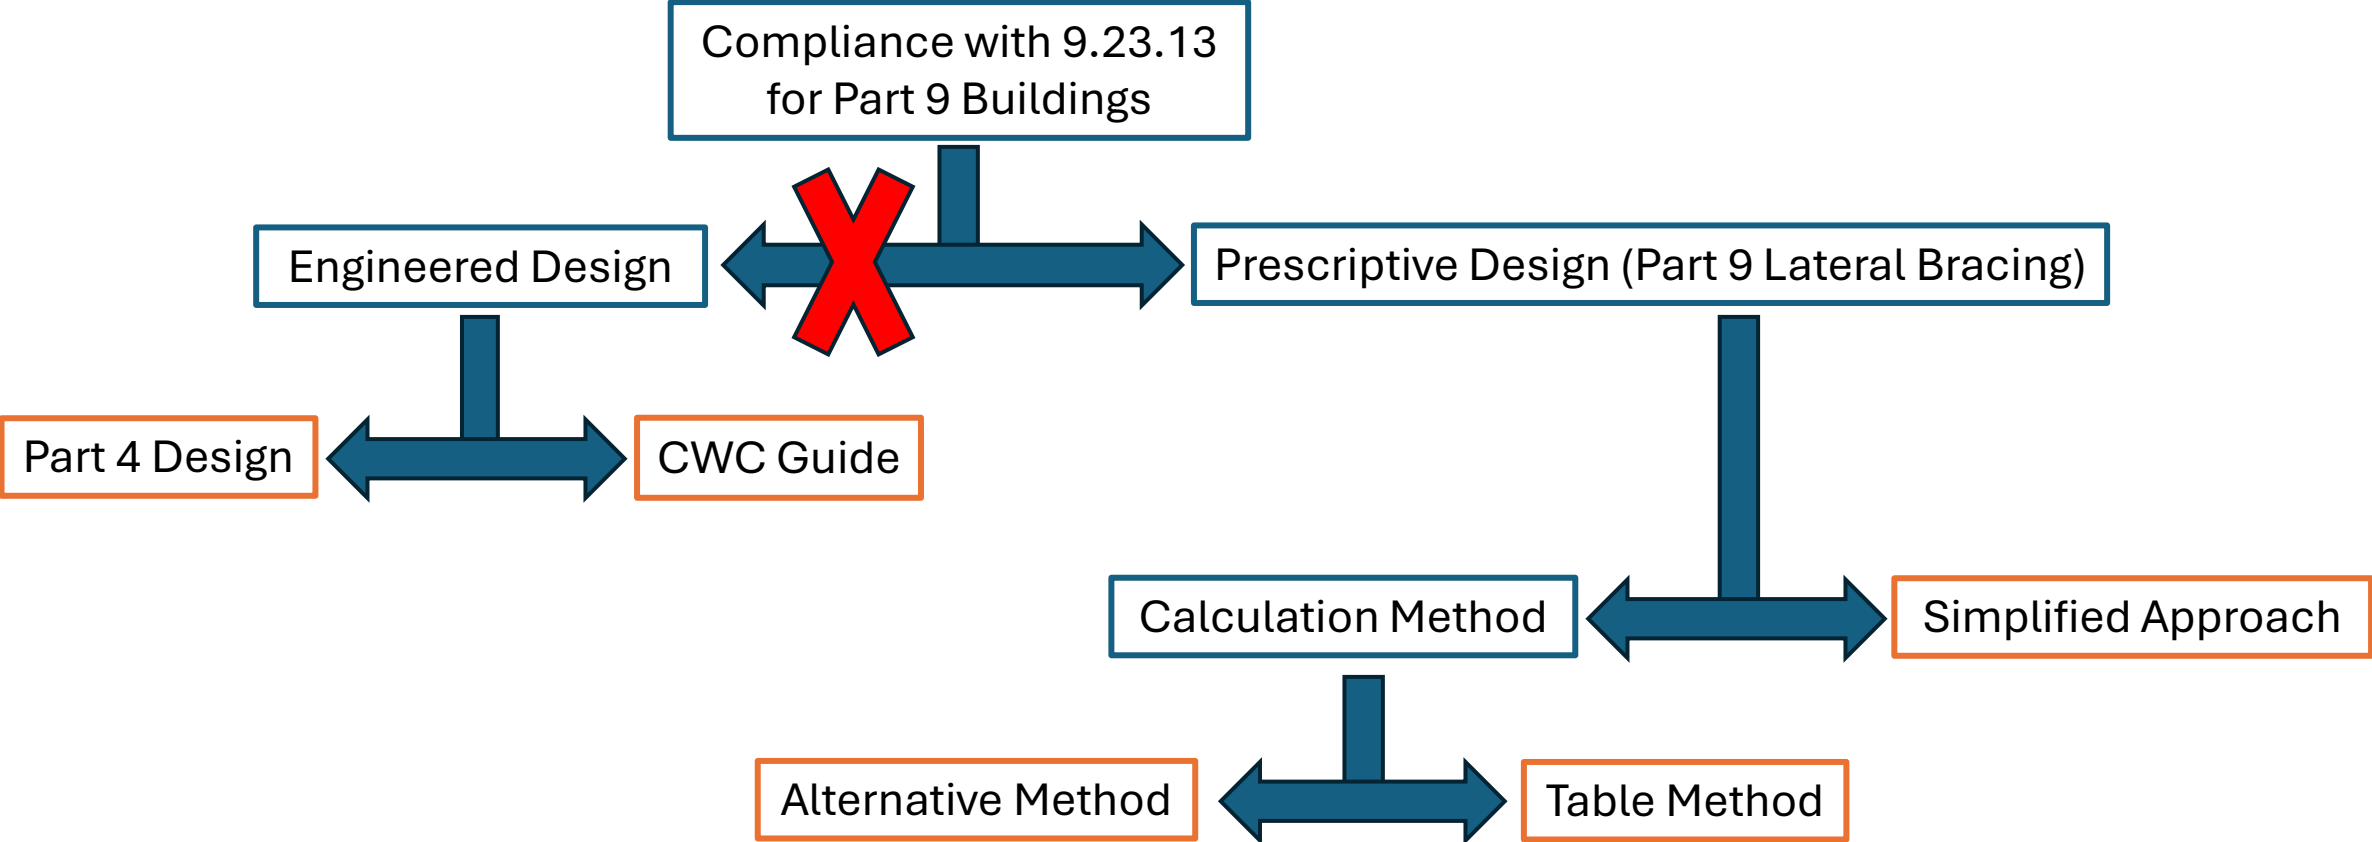 Compliance with 9.23.13
for Part 9 Buildings
Engineered Design
Prescriptive Design (Part 9 Lateral Bracing)
Part 4 Design
CWC Guide
Calculation Method
Simplified Approach
Alternative Method
Table Method